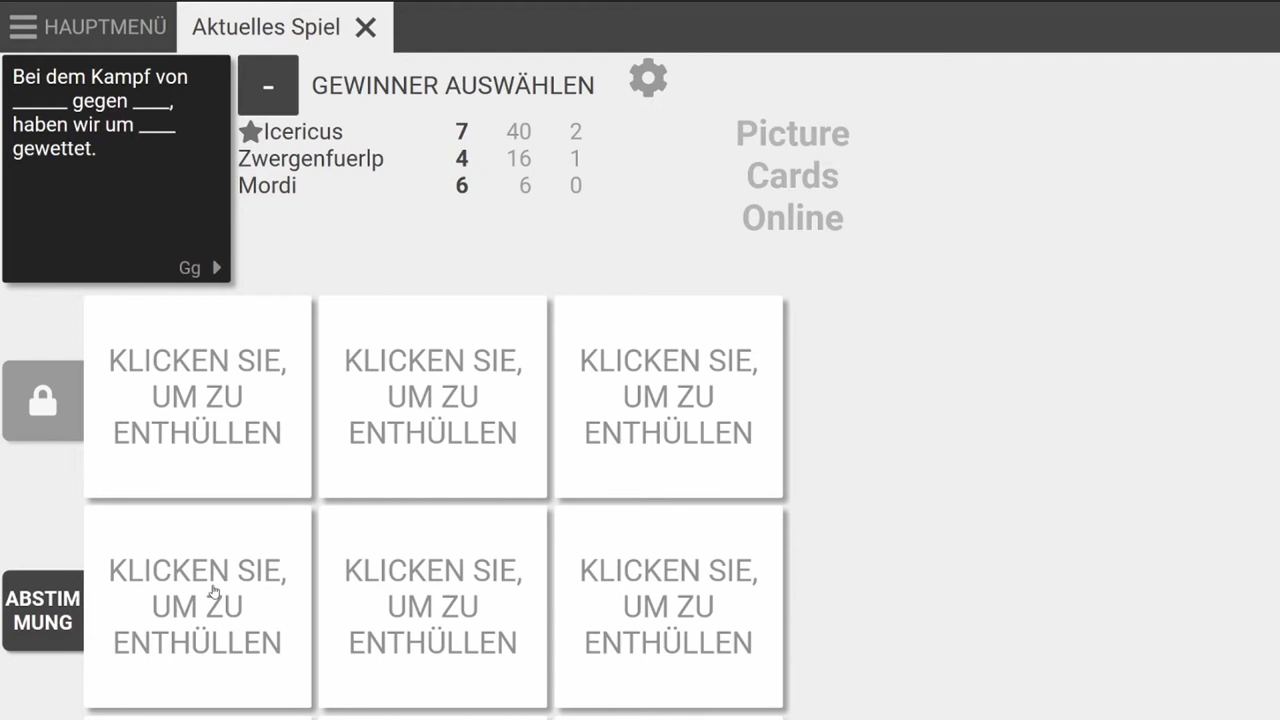 HAUPTMENÜ
Aktuelles Spiel
Bei dem Kampf von
_____ gegen ____,
haben wir um ____
gewettet.
Gg
-
GEWINNER AUSWÄHLEN
Icericus 7 40 2
Zwergenfuerlp 4 16 1
Mordi 6 6 0
Picture
Cards
Online
KLICKEN SIE,
UM ZU
ENTHÜLLEN
KLICKEN SIE,
UM ZU
ENTHÜLLEN
KLICKEN SIE,
UM ZU
ENTHÜLLEN
ABSTIM
MUNG
KLICKEN SIE,
UM ZU
ENTHÜLLEN
KLICKEN SIE,
UM ZU
ENTHÜLLEN
KLICKEN SIE,
UM ZU
ENTHÜLLEN